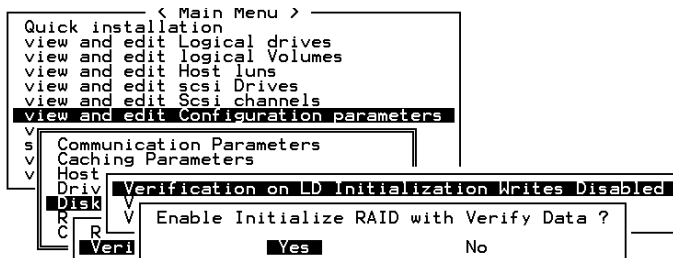 < Main Menu >
Quick installation
view and edit Logical drives
view and edit logical Volumes
view and edit Host luns
view and edit scsi Drives
view and edit Scsi channels
view and edit Configuration parameters
v
s Communication Parameters
v Caching Parameters
v Host
Driv Verification on LD Initialization Writes Disabled
Disk V
R V Enable Initialize RAID with Verify Data ?
C R
Veri Yes No